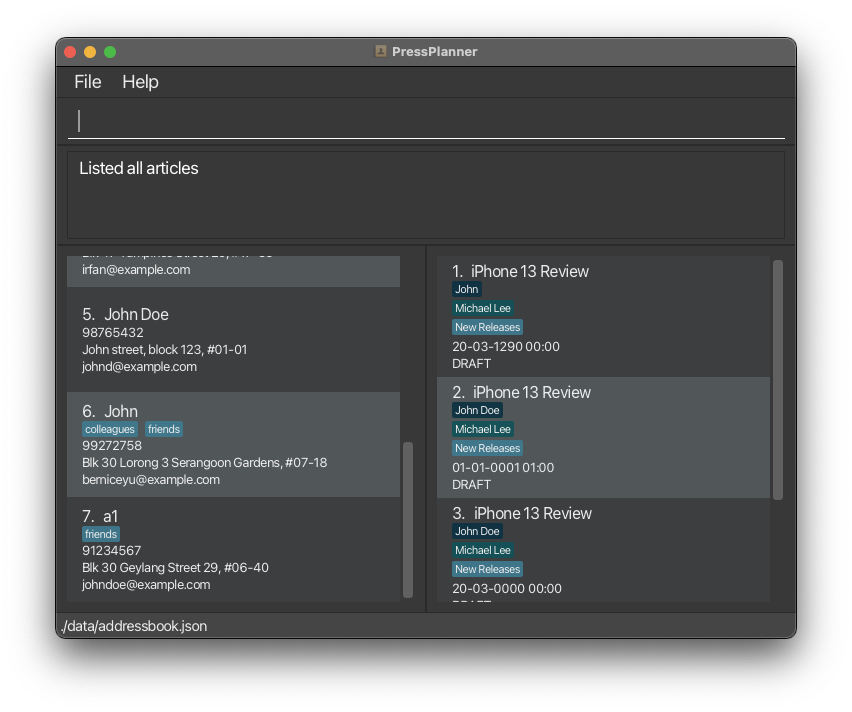 PressPlanner
File Help
Listed all articles
irfan@example.com
5. John Doe
98765432
John street, block 123, #01-01
johnd@example.com
6. John
colleagues friends
99272758
Blk 30 Lorong 3 Serangoon Gardens, #07-18
berniceyu@example.com
7. a1
friends
91234567
Blk 30 Geylang Street 29, #06-40
johndoe@example.com
1. iPhone 13 Review
John
Michael Lee
New Releases
20-03-1290 00:00
DRAFT
2. iPhone 13 Review
John Doe
Michael Lee
New Releases
01-01-0001 01:00
DRAFT
3. iPhone 13 Review
John Doe
Michael Lee
New Releases
20-03-0000 00:00
./data/addressbook.json